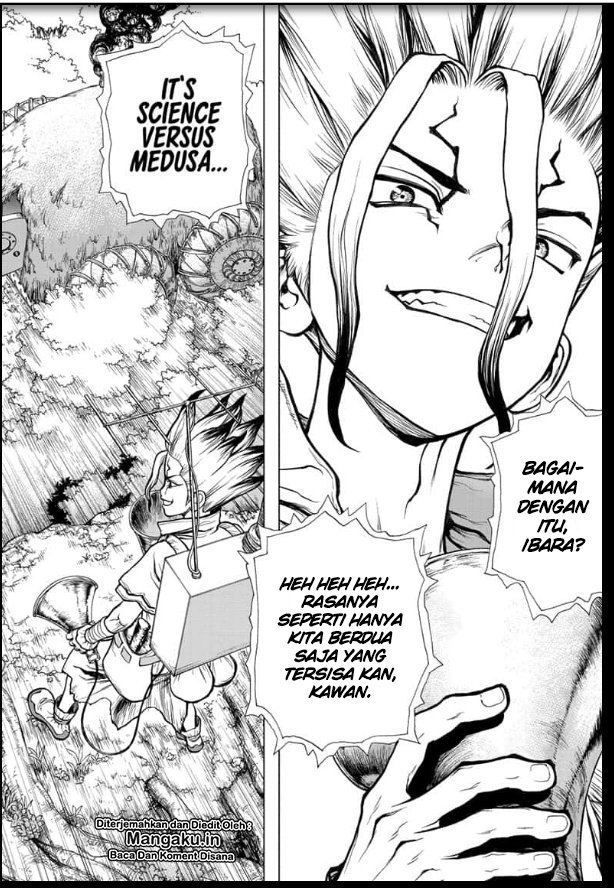 BAGAI-
MANA
DENGAN
ITU,
IBARA?
HEH HEH HEH...
RASANYA
SEPERTI HANYA
KITA BERDUA
SAJA YANG
TERSISA KAN,
KAWAN.
IT'S
SCIENCE
VERSUS
MEDUSA...
Diterjemahkan dan Diedit Oleh :
Mangaku.in
Baca Dan Koment Disana